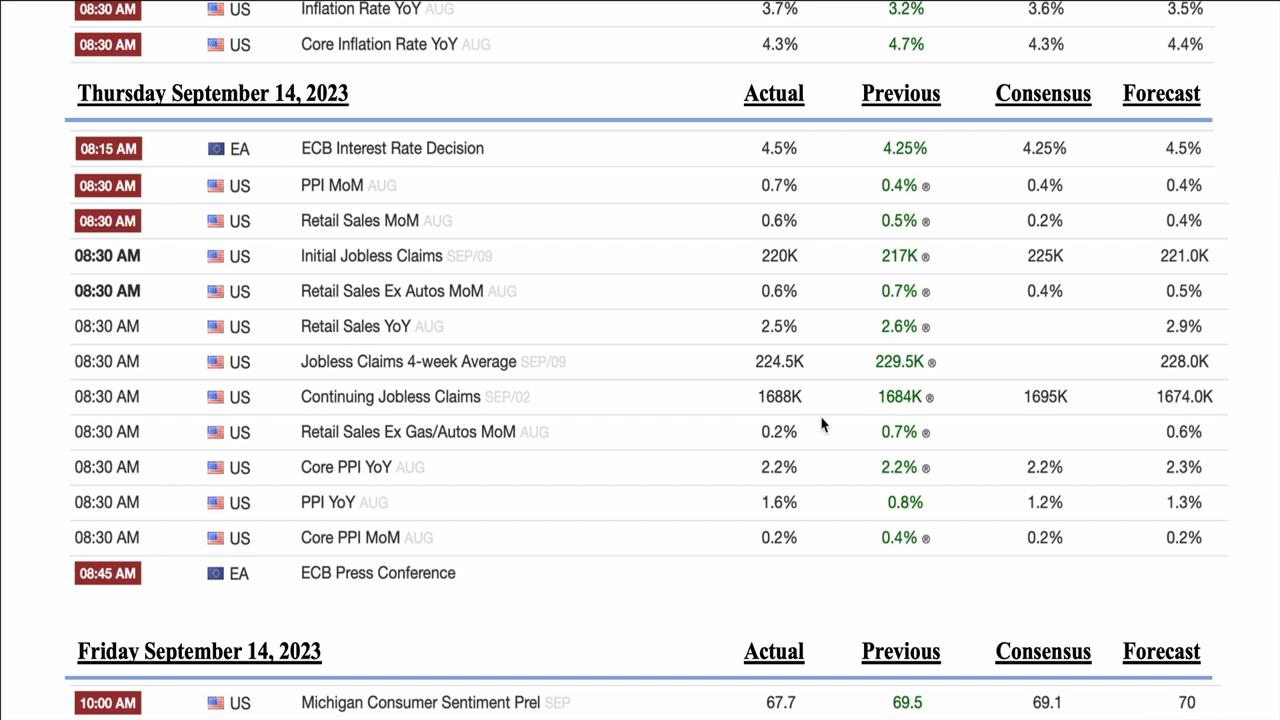 08:30 AM US Inflation Rate YoY AUG 3.7% 3.2% 3.6% 3.5%
08:30 AM US Core Inflation Rate YoY AUG 4.3% 4.7% 4.3% 4.4%
Thursday September 14, 2023 Actual Previous Consensus Forecast
08:15 AM EA ECB Interest Rate Decision 4.5% 4.25% 4.25% 4.5%
08:30 AM US PPI MoM AUG 0.7% 0.4% ® 0.4% 0.4%
08:30 AM US Retail Sales MoM AUG 0.6% 0.5% ® 0.2% 0.4%
08:30 AM US Initial Jobless Claims SEP/09 220K 217K ® 225K 221.0K
08:30 AM US Retail Sales Ex Autos MoM AUG 0.6% 0.7% ® 0.4% 0.5%
08:30 AM US Retail Sales YoY AUG 2.5% 2.6% ® 2.9%
08:30 AM US Jobless Claims 4-week Average SEP/09 224.5K 229.5K ® 228.0K
08:30 AM US Continuing Jobless Claims SEP/02 1688K 1684K ® 1695K 1674.0K
08:30 AM US Retail Sales Ex Gas/Autos MoM AUG 0.2% 0.7% ® 0.6%
08:30 AM US Core PPI YoY AUG 2.2% 2.2% ® 2.2% 2.3%
08:30 AM US PPI YoY AUG 1.6% 0.8% 1.2% 1.3%
08:30 AM US Core PPI MoM AUG 0.2% 0.4% ® 0.2% 0.2%
08:45 AM EA ECB Press Conference
Friday September 14, 2023 Actual Previous Consensus Forecast
10:00 AM US Michigan Consumer Sentiment Prel SEP 67.7 69.5 69.1 70